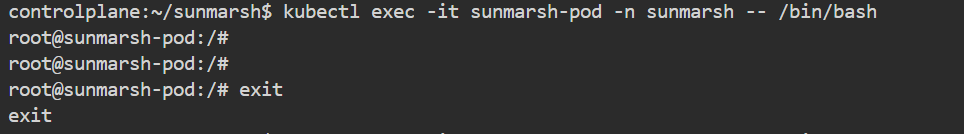 controlplane:~/sunmarsh$ kubectl exec -it sunmarsh-pod -n sunmarsh -- /bin/bash
root@sunmarsh-pod:/#
root@sunmarsh-pod:/#
root@sunmarsh-pod:/# exit
exit